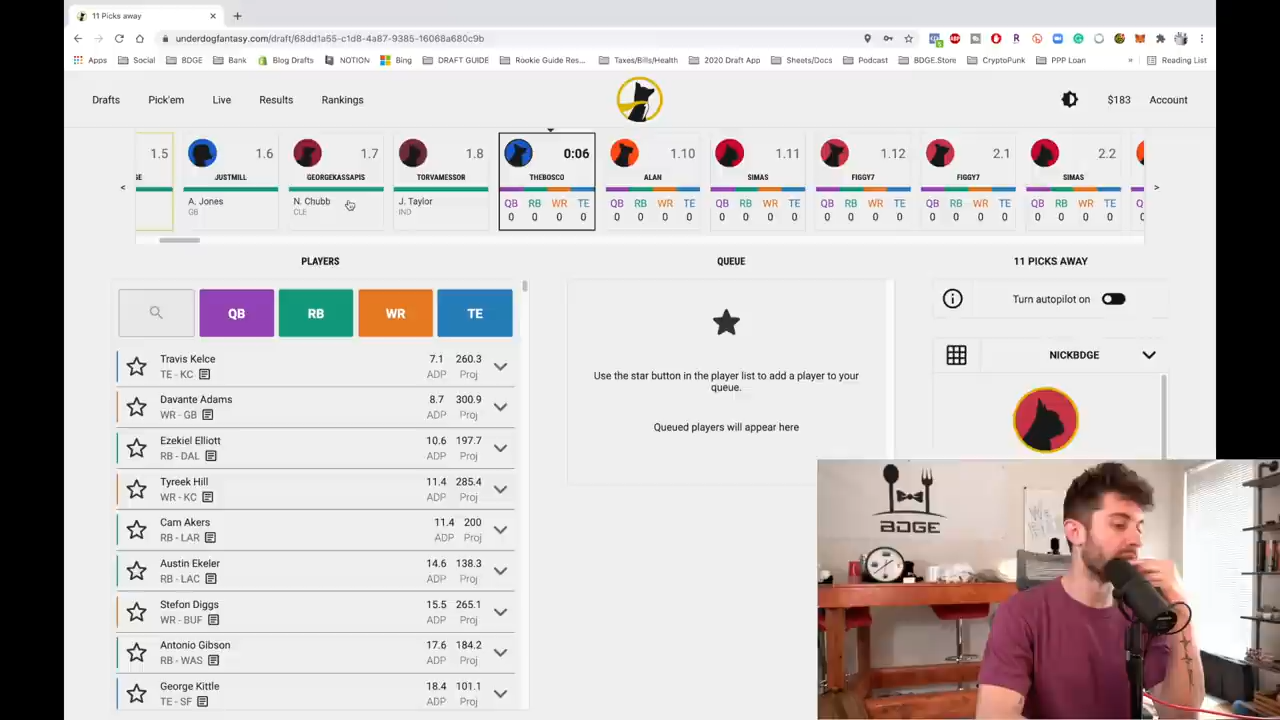 11 Picks away
underdogfantasy.com/draft/68dd1a55-c1d8-4a87-9385-16068a680c9b
Apps Social BDGE Bank Blog Drafts NOTION Bing DRAFT GUIDE Rookie Guide Res... Taxes/Bills/Health 2020 Draft App Sheets/Docs Podcast BDGE.Store CryptoPunk PPP Loan » Reading List
Drafts Pick'em Live Results Rankings $183 Account
1.5 1.6 1.7 1.8 0:06 1.10 1.11 1.12 2.1 2.2
JUSTMILL GEORGEKASSAPIS TORVAMESSOR THEBOSCO ALAN SIMAS FIGGY7 FIGGY7 SIMAS
A. Jones N. Chubb J. Taylor QB RB WR TE QB RB WR TE QB RB WR TE QB RB WR TE QB RB WR TE QB RB WR TE
GB CLE IND 0 0 0 0 0 0 0 0 0 0 0 0 0 0 0 0 0 0 0 0 0 0 0 0
PLAYERS
QB RB WR TE
Travis Kelce 7.1 260.3
TE - KC ADP Proj
Davante Adams 8.7 300.9
WR - GB ADP Proj
Ezekiel Elliott 10.6 197.7
RB - DAL ADP Proj
Tyreek Hill 11.4 285.4
WR - KC ADP Proj
Cam Akers 11.4 200
RB - LAR ADP Proj
Austin Ekeler 14.6 138.3
RB - LAC ADP Proj
Stefon Diggs 15.5 265.1
WR - BUF ADP Proj
Antonio Gibson 17.6 184.2
RB - WAS ADP Proj
George Kittle 18.4 101.1
TE - SF ADP Proj
QUEUE
Use the star button in the player list to add a player to your
queue.
Queued players will appear here
11 PICKS AWAY
Turn autopilot on
NICKBDGE
BDGE